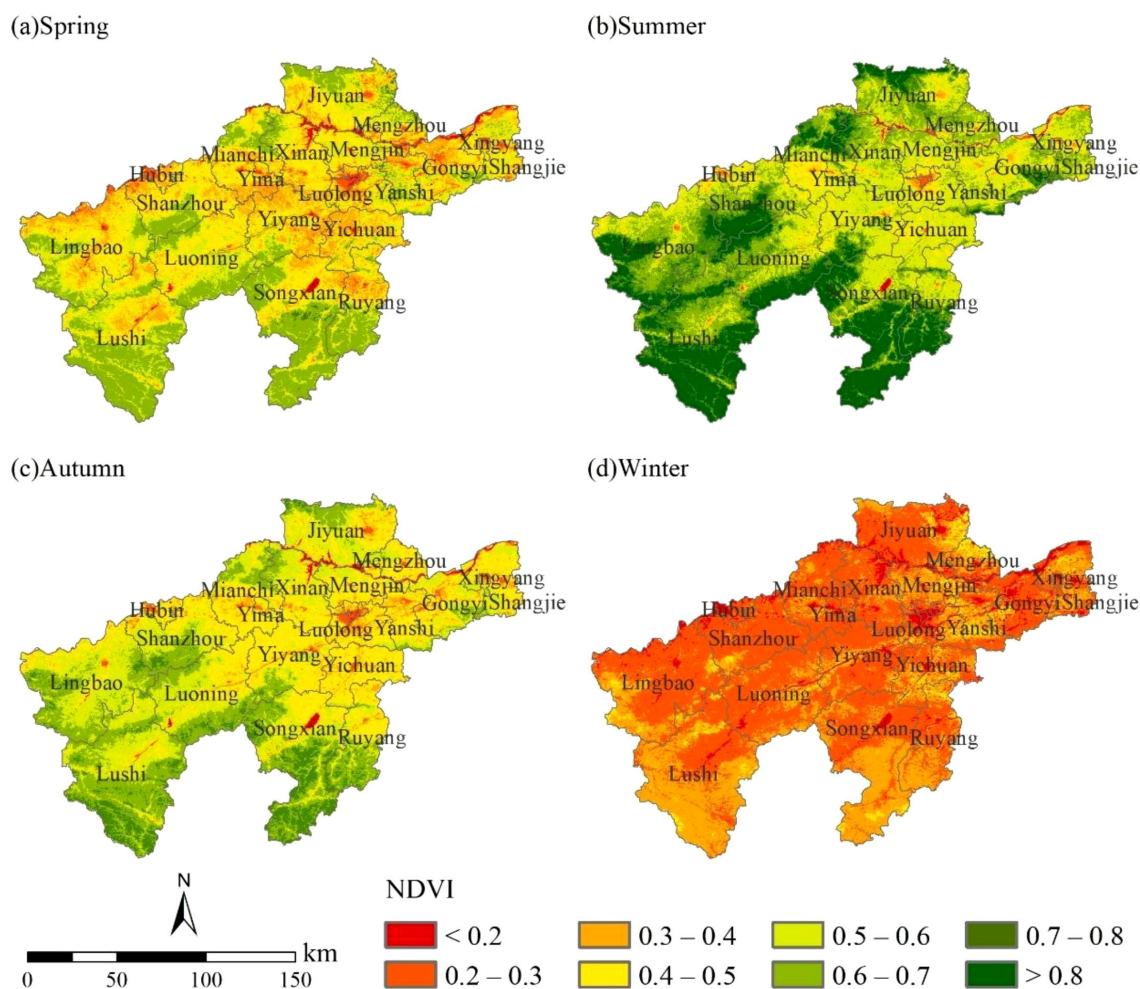 (a)Spring
Jiyuan
Mengzhou
Xingyang
Mianchi Xinan Mengjin
Gongyi Shangjie
Hubin
Yima
Luolong Yanshi
Shanzhou
Yiyang
Yichuan
Lingbao
Luoning
Songxian
Ruyang
Lushi
(b)Summer
Jiyuan
Mengzhou
Xingyang
Mianchi Xinan Mengjin
Gongyi Shangjie
Hubin
Yima
Luolong Yanshi
Shanzhou
Yiyang
Yichuan
Lingbao
Luoning
Songxian
Ruyang
Lushi
(c)Autumn
Jiyuan
Mengzhou
Xingyang
Mianchi Xinan Mengjin
Gongyi Shangjie
Hubin
Yima
Luolong Yanshi
Shanzhou
Yiyang
Yichuan
Lingbao
Luoning
Songxian
Ruyang
Lushi
(d)Winter
Jiyuan
Mengzhou
Xingyang
Mianchi Xinan Mengjin
Gongyi Shangjie
Hubin
Yima
Luolong Yanshi
Shanzhou
Yiyang
Yichuan
Lingbao
Luoning
Songxian
Ruyang
Lushi
N
km
0 50 100 150
NDVI
< 0.2 0.3 – 0.4 0.5 – 0.6 0.7 – 0.8
0.2 – 0.3 0.4 – 0.5 0.6 – 0.7 > 0.8